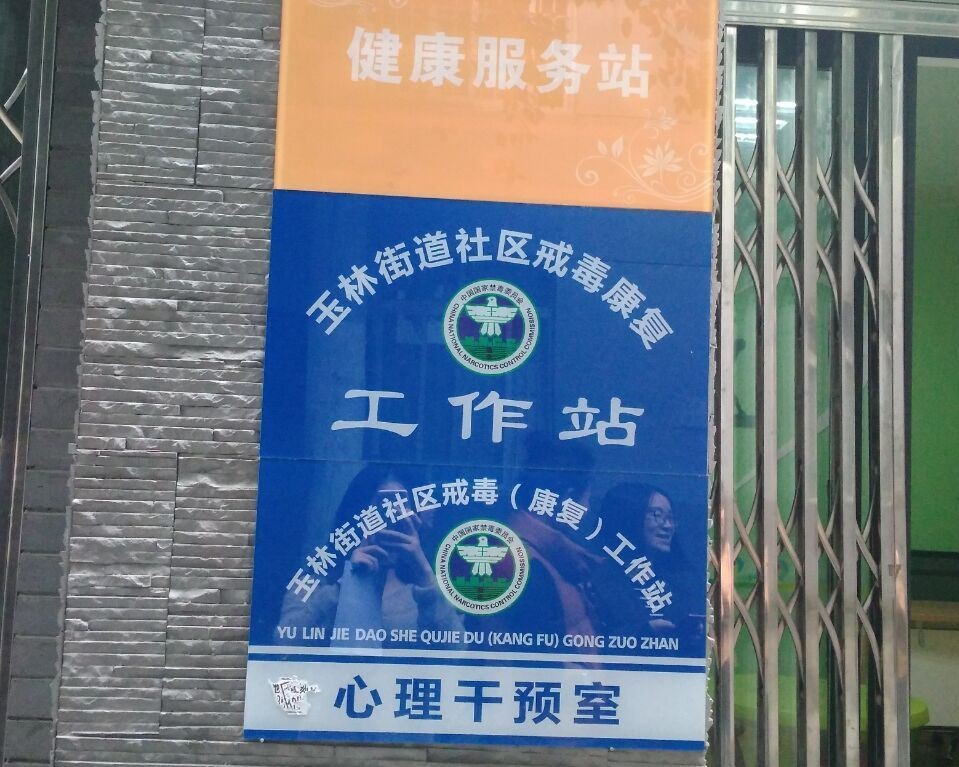 健康服务站
玉林街道社区戒毒康复
中国国家禁毒委员会
CHINA NATIONAL NARCOTICS CONTROL COMMISSION
N.N.C.C
工作站
玉林街道社区戒毒（康复）工作站
中国国家禁毒委员会
CHINA NATIONAL NARCOTICS CONTROL COMMISSION
N.N.C.C
YU LIN JIE DAO SHE QUJIE DU (KANG FU) GONG ZUO ZHAN
心理干预室